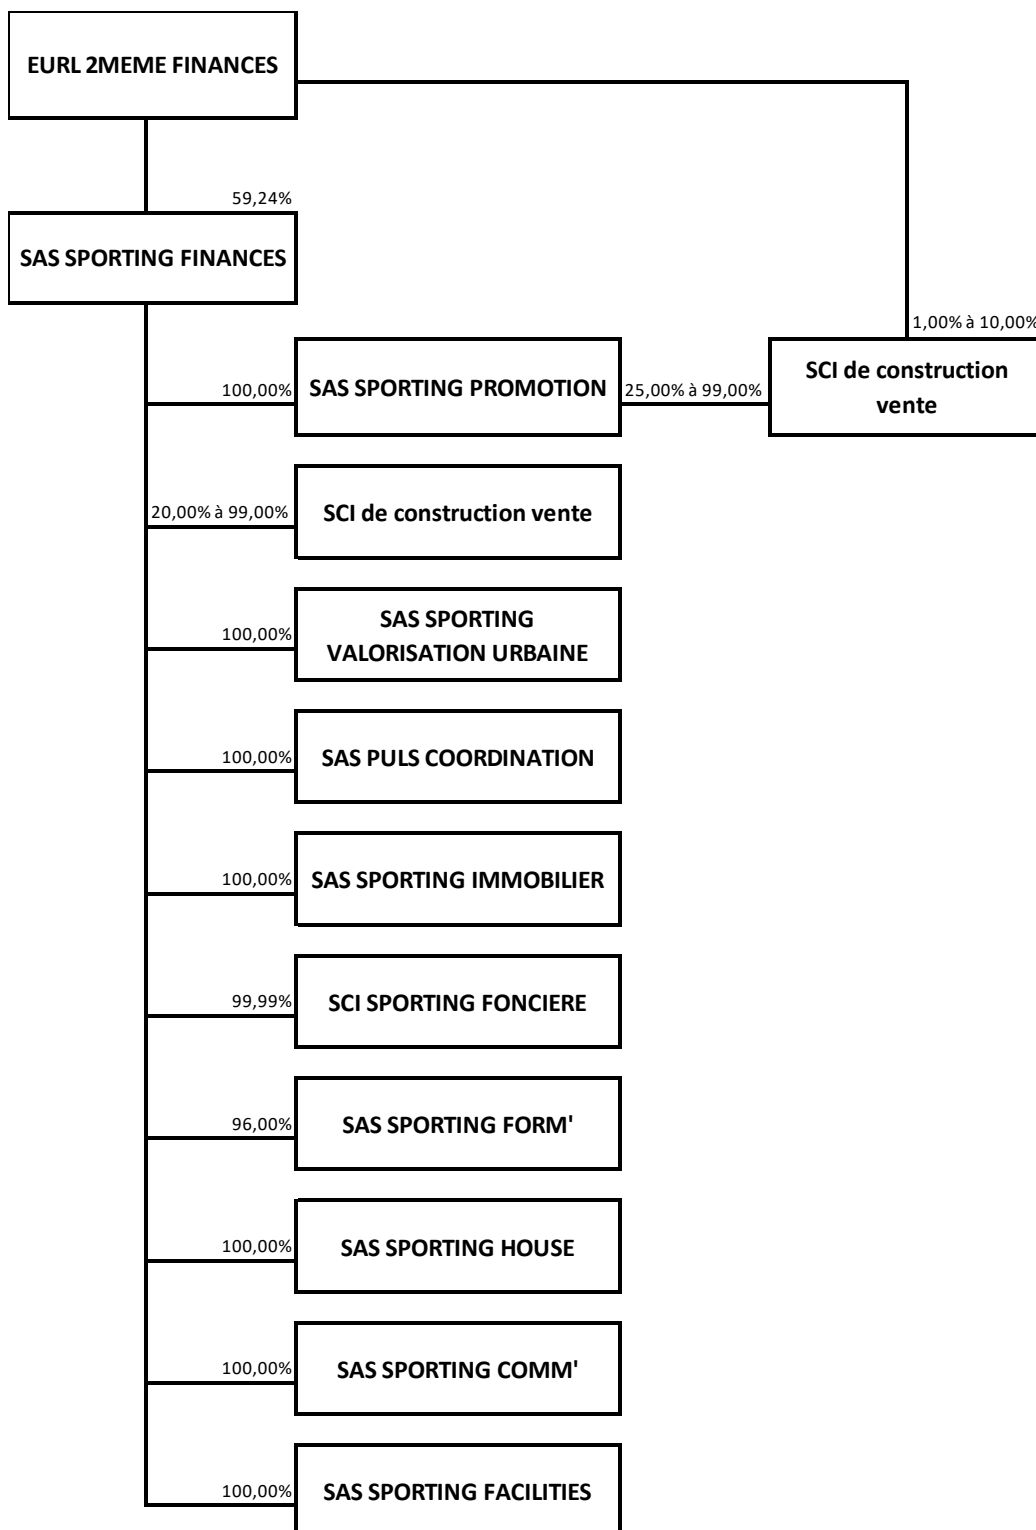 EURL 2MEME FINANCES
59,24%
SAS SPORTING FINANCES
1,00% à 10,00%
100,00%
SAS SPORTING PROMOTION
25,00% à 99,00%
SCI de construction
vente
20,00% à 99,00%
SCI de construction vente
100,00%
SAS SPORTING
VALORISATION URBAINE
100,00%
SAS PULS COORDINATION
100,00%
SAS SPORTING IMMOBILIER
99,99%
SCI SPORTING FONCIERE
96,00%
SAS SPORTING FORM'
100,00%
SAS SPORTING HOUSE
100,00%
SAS SPORTING COMM'
100,00%
SAS SPORTING FACILITIES